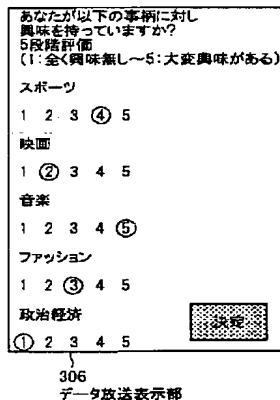 あなたが以下の事柄に対し
興味を持っていますか?
5段階評価
(1:全く興味無し〜5:大変興味がある)
スポーツ
1 2 3 ④ 5
映画
1 ② 3 4 5
音楽
1 2 3 4 ⑤
ファッション
1 2 ③ 4 5
政治経済
① 2 3 4 5
決定
306
データ放送表示部